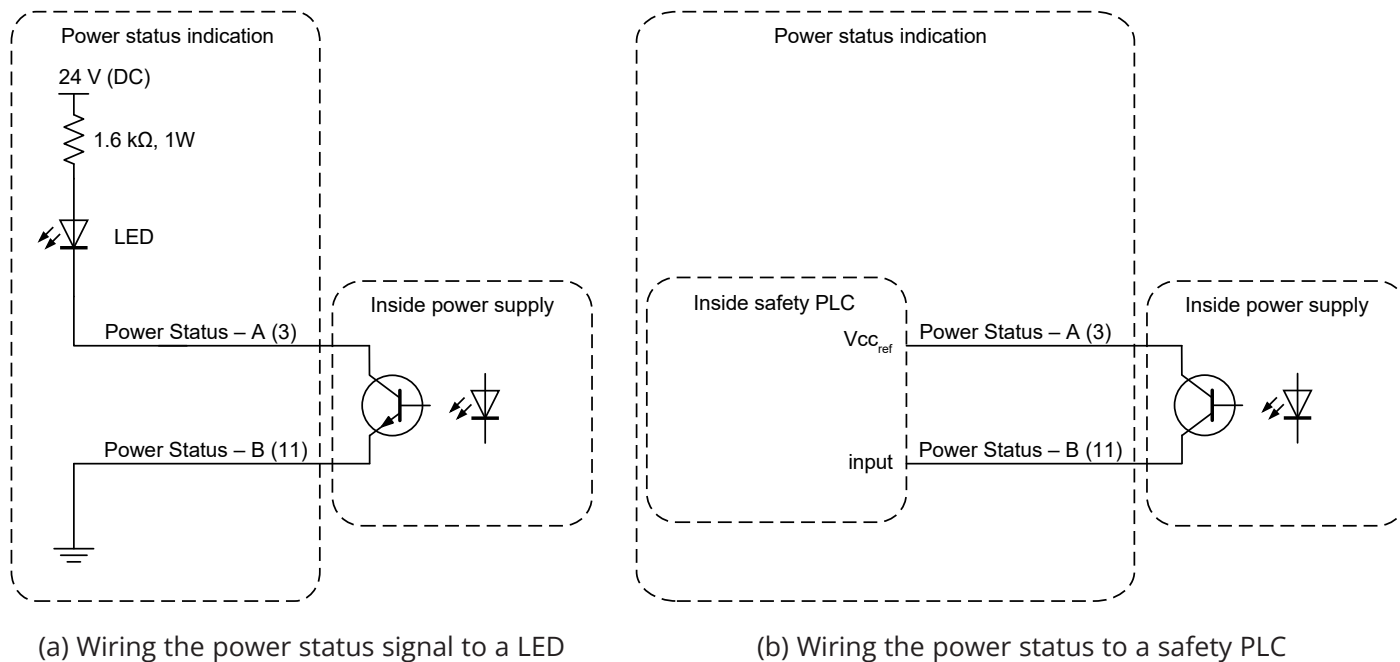 Power status indication
24 V (DC)
1.6 kΩ, 1W
LED
Inside power supply
Power Status – A (3)
Power Status – B (11)
(a) Wiring the power status signal to a LED
Power status indication
Inside safety PLC
Vccref
input
Power Status – A (3)
Power Status – B (11)
Inside power supply
(b) Wiring the power status to a safety PLC